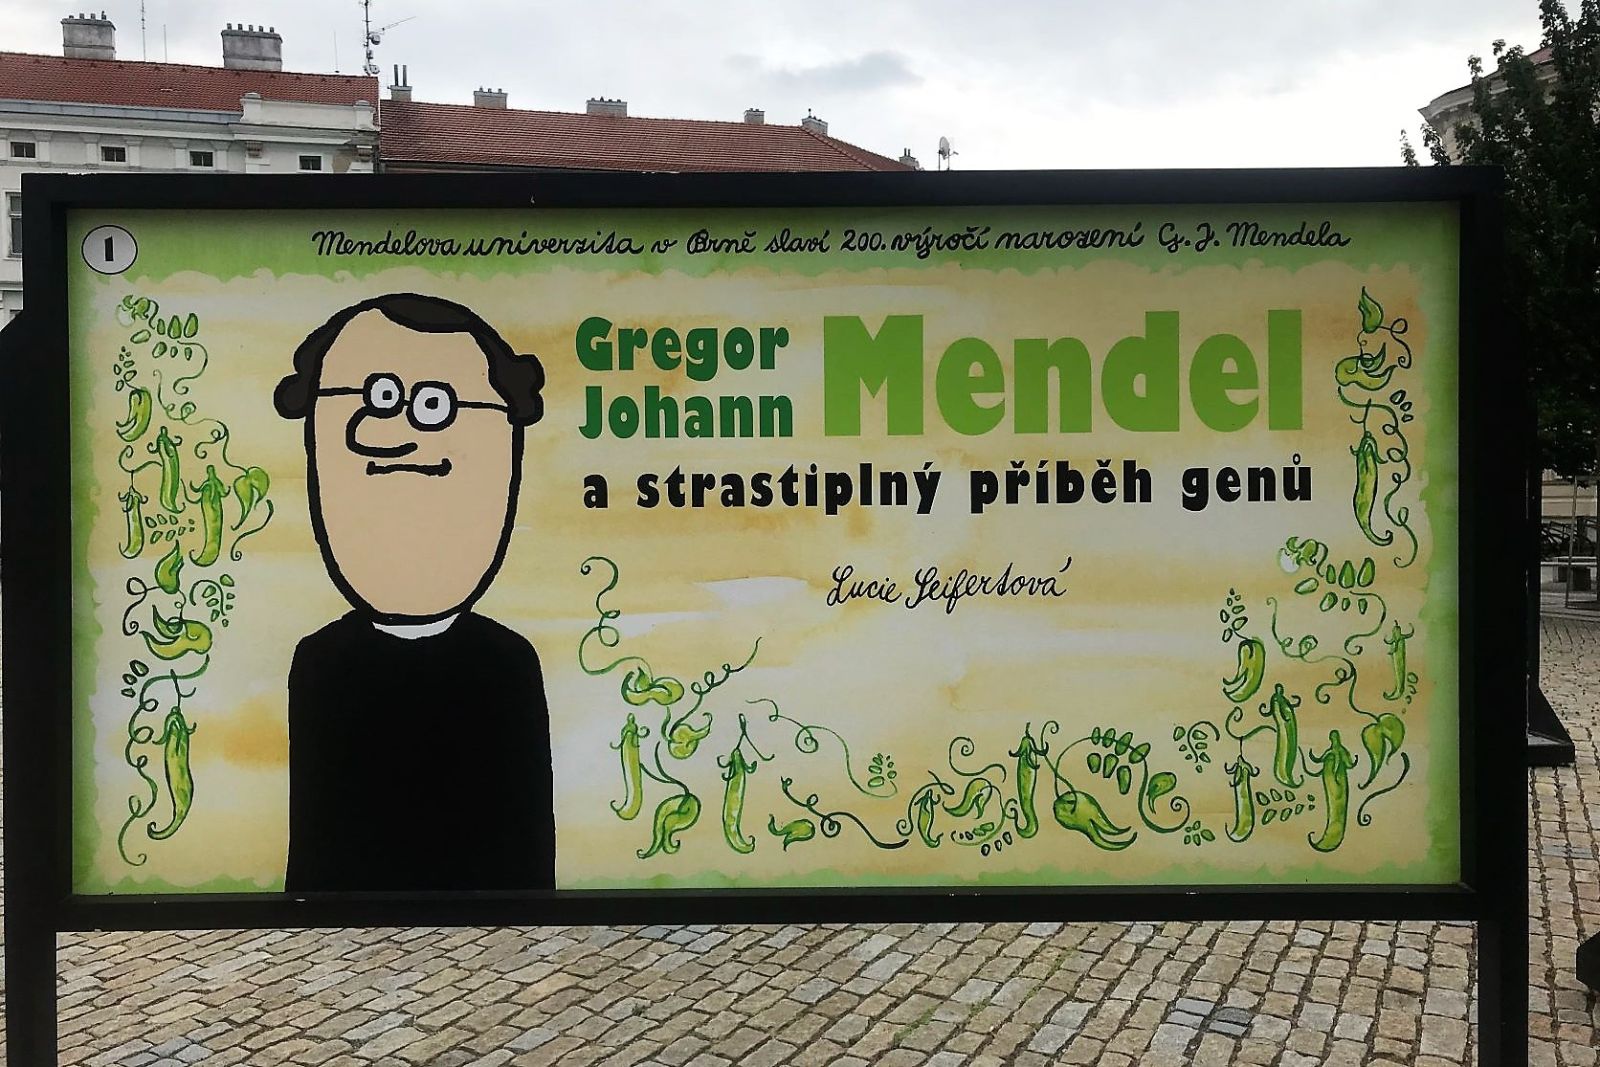 1
Mendelova univerzita v Brně slaví 200. výročí narození G. J. Mendela
Gregor
Johann
Mendel
a strastiplný příběh genů
Lucie Seifertová